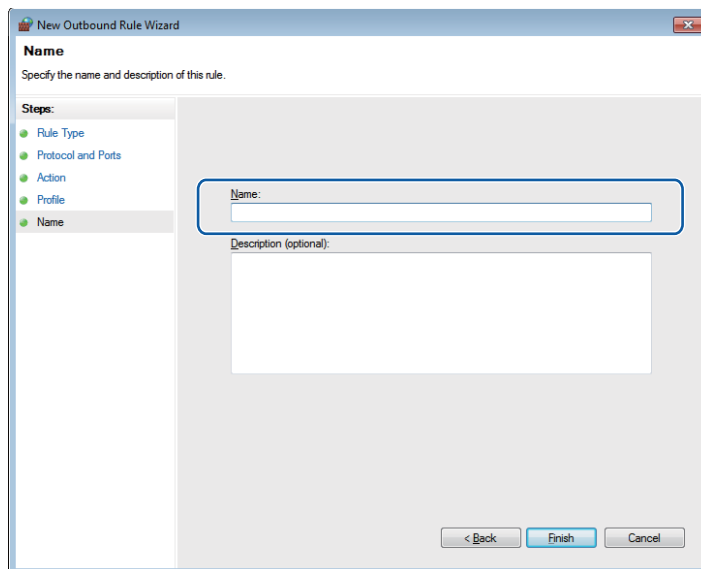 New Outbound Rule Wizard
Name
Specify the name and description of this rule.
Steps:
Rule Type
Protocol and Ports
Action
Profile
Name
Name:
Description (optional):
< Back
Finish
Cancel